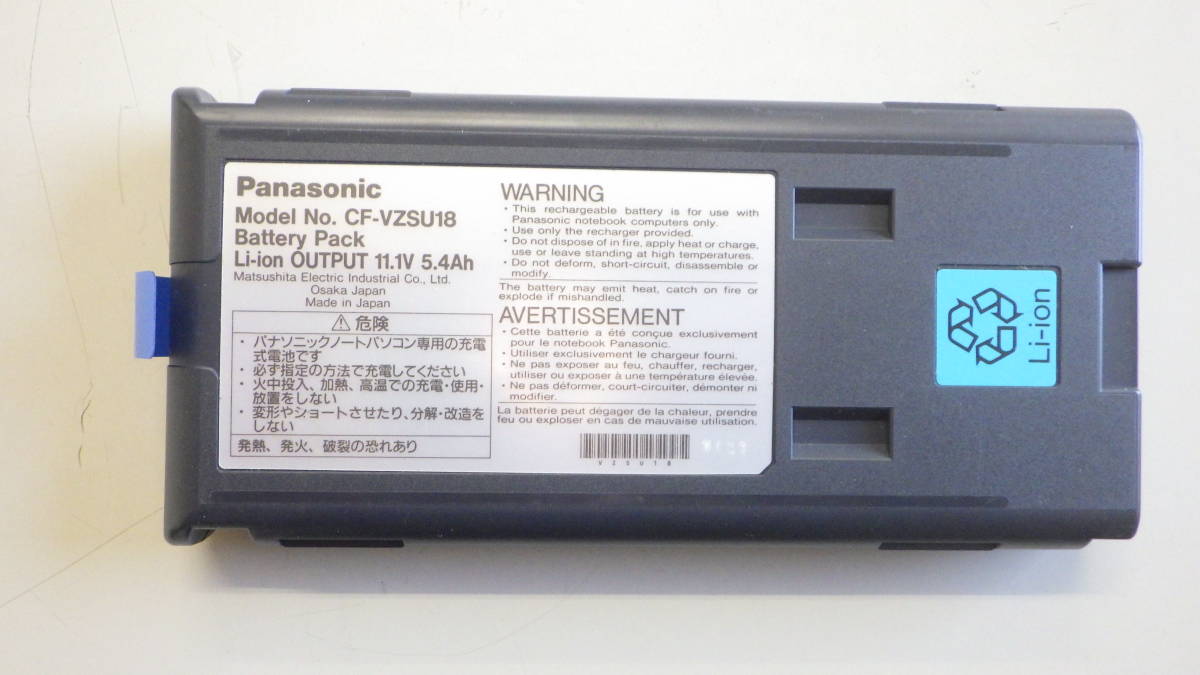 Panasonic
Model No. CF-VZSU18
Battery Pack
Li-ion OUTPUT 11.1V 5.4Ah
Matsushita Electric Industrial Co., Ltd.
Osaka Japan
Made in Japan
⚠ 危険
・ パナソニックノートパソコン専用の充電
式電池です
・ 必ず指定の方法で充電してください
・ 火中投入、加熱、高温での充電・使用・
放置をしない
・ 変形やショートさせたり、分解・改造を
しない
発熱、発火、破裂の恐れあり
WARNING
・ This rechargeable battery is for use with
Panasonic notebook computers only.
・ Use only the recharger provided.
・ Do not dispose of in fire, apply heat or charge,
use or leave standing at high temperatures.
・ Do not deform, short-circuit, disassemble or
modify.
The battery may emit heat, catch on fire or
explode if mishandled.
AVERTISSEMENT
・ Cette batterie a été conçue exclusivement
pour le notebook Panasonic.
・ Utiliser exclusivement le chargeur fourni.
・ Ne pas exposer au feu, chauffer, recharger,
utiliser ou exposer à une température élevée.
・ Ne pas déformer, court-circuiter, démonter ni
modifier.
La batterie peut dégager de la chaleur, prendre
feu ou exploser en cas de mauvaise utilisation.
VZSU18
Li-ion